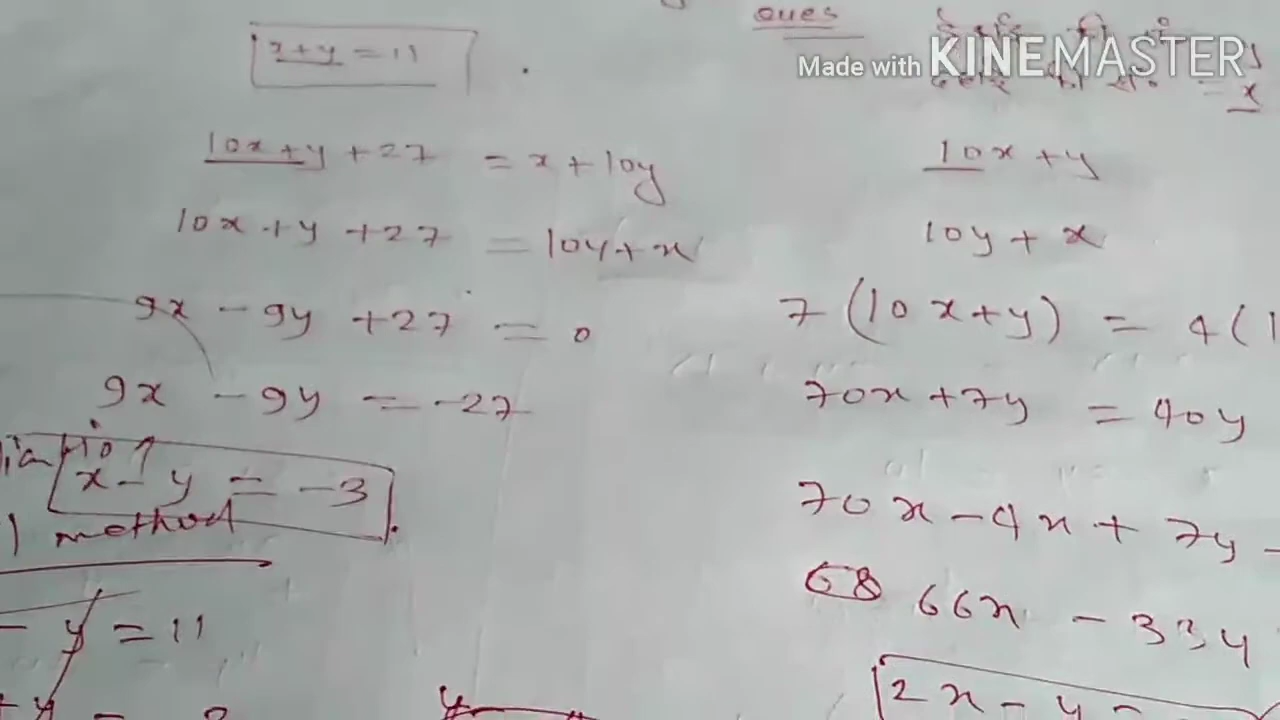 x+y = 11
10x+y +27 = x+10y
10x+y +27 = 10y+x
9x - 9y +27 = 0
9x - 9y = -27
x - y = -3
method
- y = 11
Ques
Made with KINEMASTER
x
10x +y
10y + x
7 (10x+y) = 4(1
70x +7y = 40y
70x - 4x + 7y -
68 66x - 33y
2x - y =